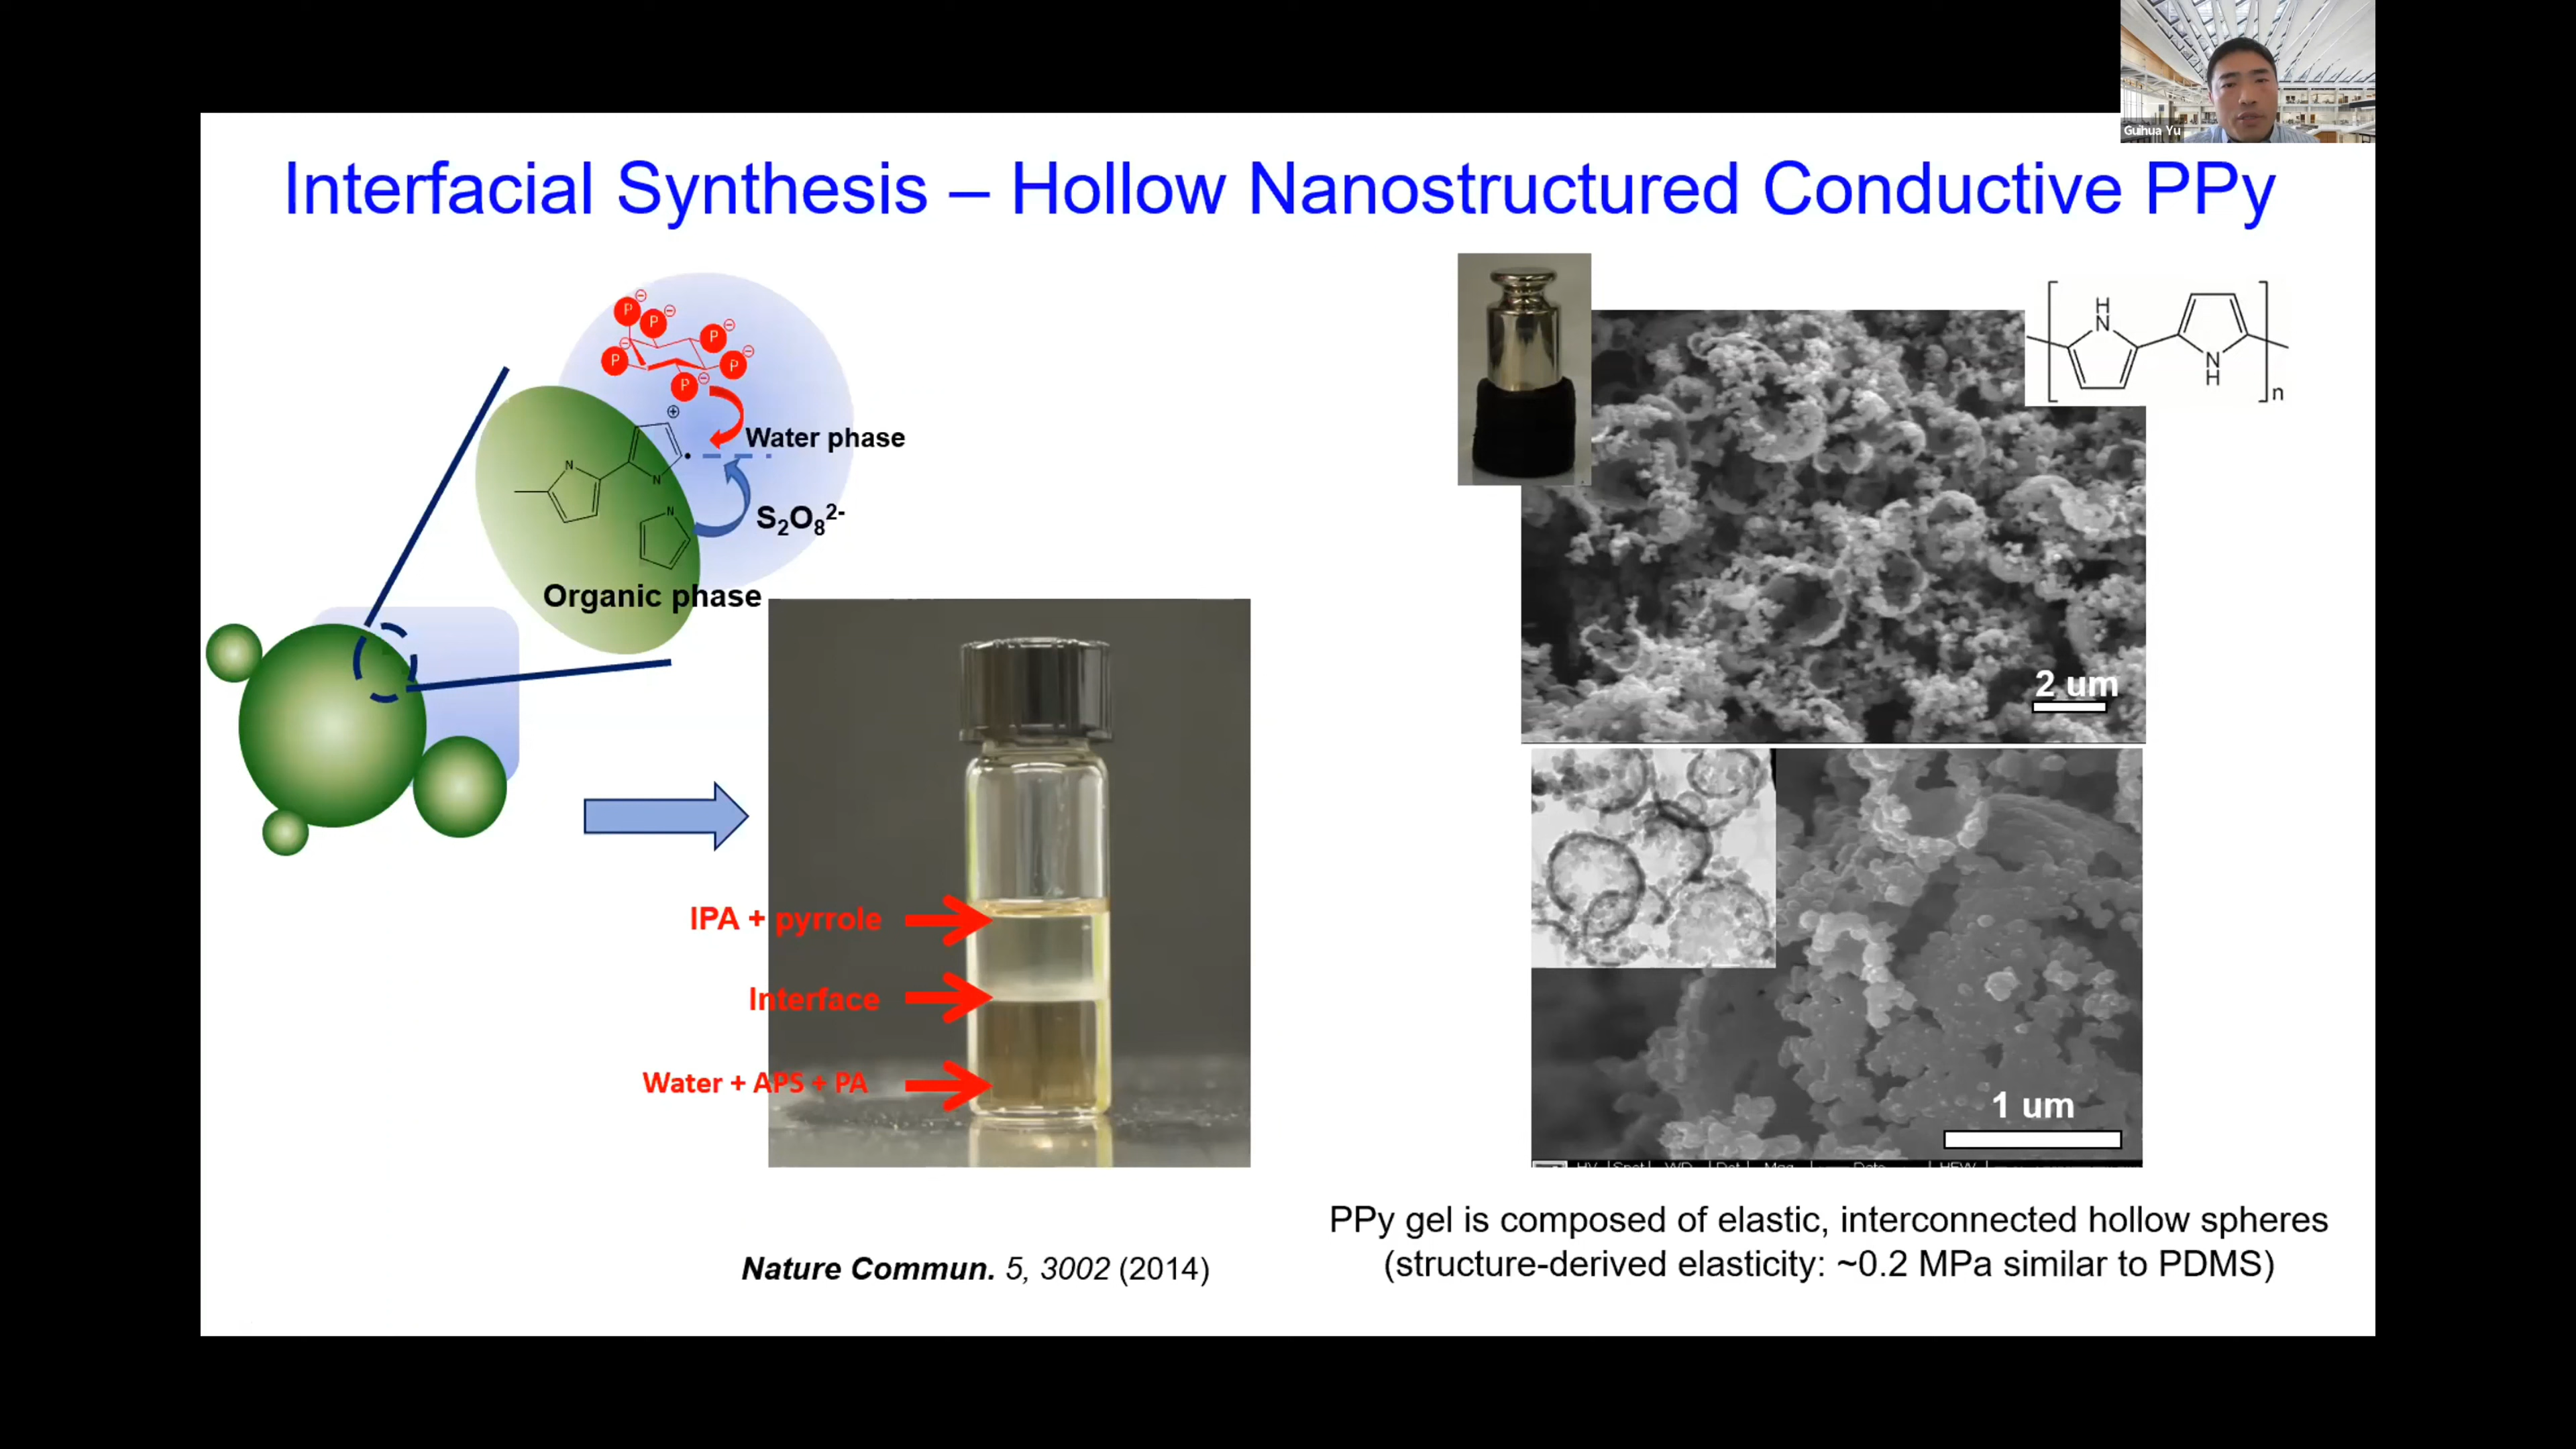 Guihua Yu
Interfacial Synthesis – Hollow Nanostructured Conductive PPy
P P P P P P
Water phase
S2O8 2-
N N N
Organic phase
IPA + pyrrole
Interface
Water + APS + PA
H
N
N
H
n
2 um
1 um
PPy gel is composed of elastic, interconnected hollow spheres
(structure-derived elasticity: ~0.2 MPa similar to PDMS)
Nature Commun. 5, 3002 (2014)